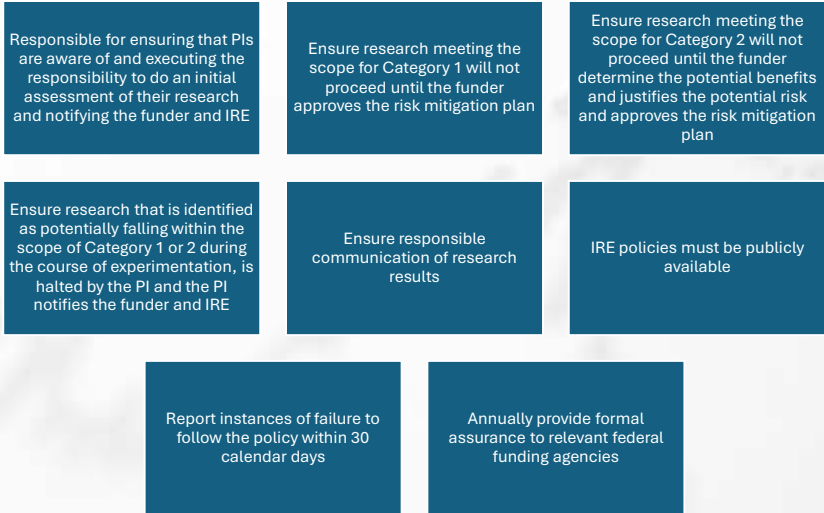 Responsible for ensuring that PIs
are aware of and executing the
responsibility to do an initial
assessment of their research
and notifying the funder and IRE
Ensure research meeting the
scope for Category 1 will not
proceed until the funder
approves the risk mitigation plan
Ensure research meeting the
scope for Category 2 will not
proceed until the funder
determine the potential benefits
and justifies the potential risk
and approves the risk mitigation
plan
Ensure research that is identified
as potentially falling within the
scope of Category 1 or 2 during
the course of experimentation, is
halted by the PI and the PI
notifies the funder and IRE
Ensure responsible
communication of research
results
IRE policies must be publicly
available
Report instances of failure to
follow the policy within 30
calendar days
Annually provide formal
assurance to relevant federal
funding agencies